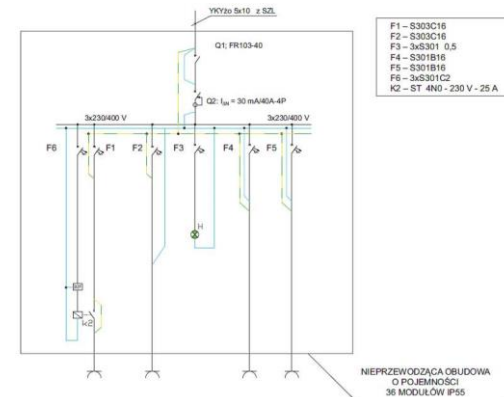 YKYżo 5x10 z SZL
Q1; FR103-40
Q2: I∆N = 30 mA/40A-4P
3x230/400 V
3x230/400 V
F6
F1
F2
F3
F4
F5
H
K2
F1 – S303C16
F2 – S303C16
F3 – 3xS301 0,5
F4 – S301B16
F5 – S301B16
F6 – 3xS301C2
K2 – ST 4N0 - 230 V - 25 A
NIEPRZEWODZĄCA OBUDOWA
O POJEMNOŚCI
36 MODUŁÓW IP55